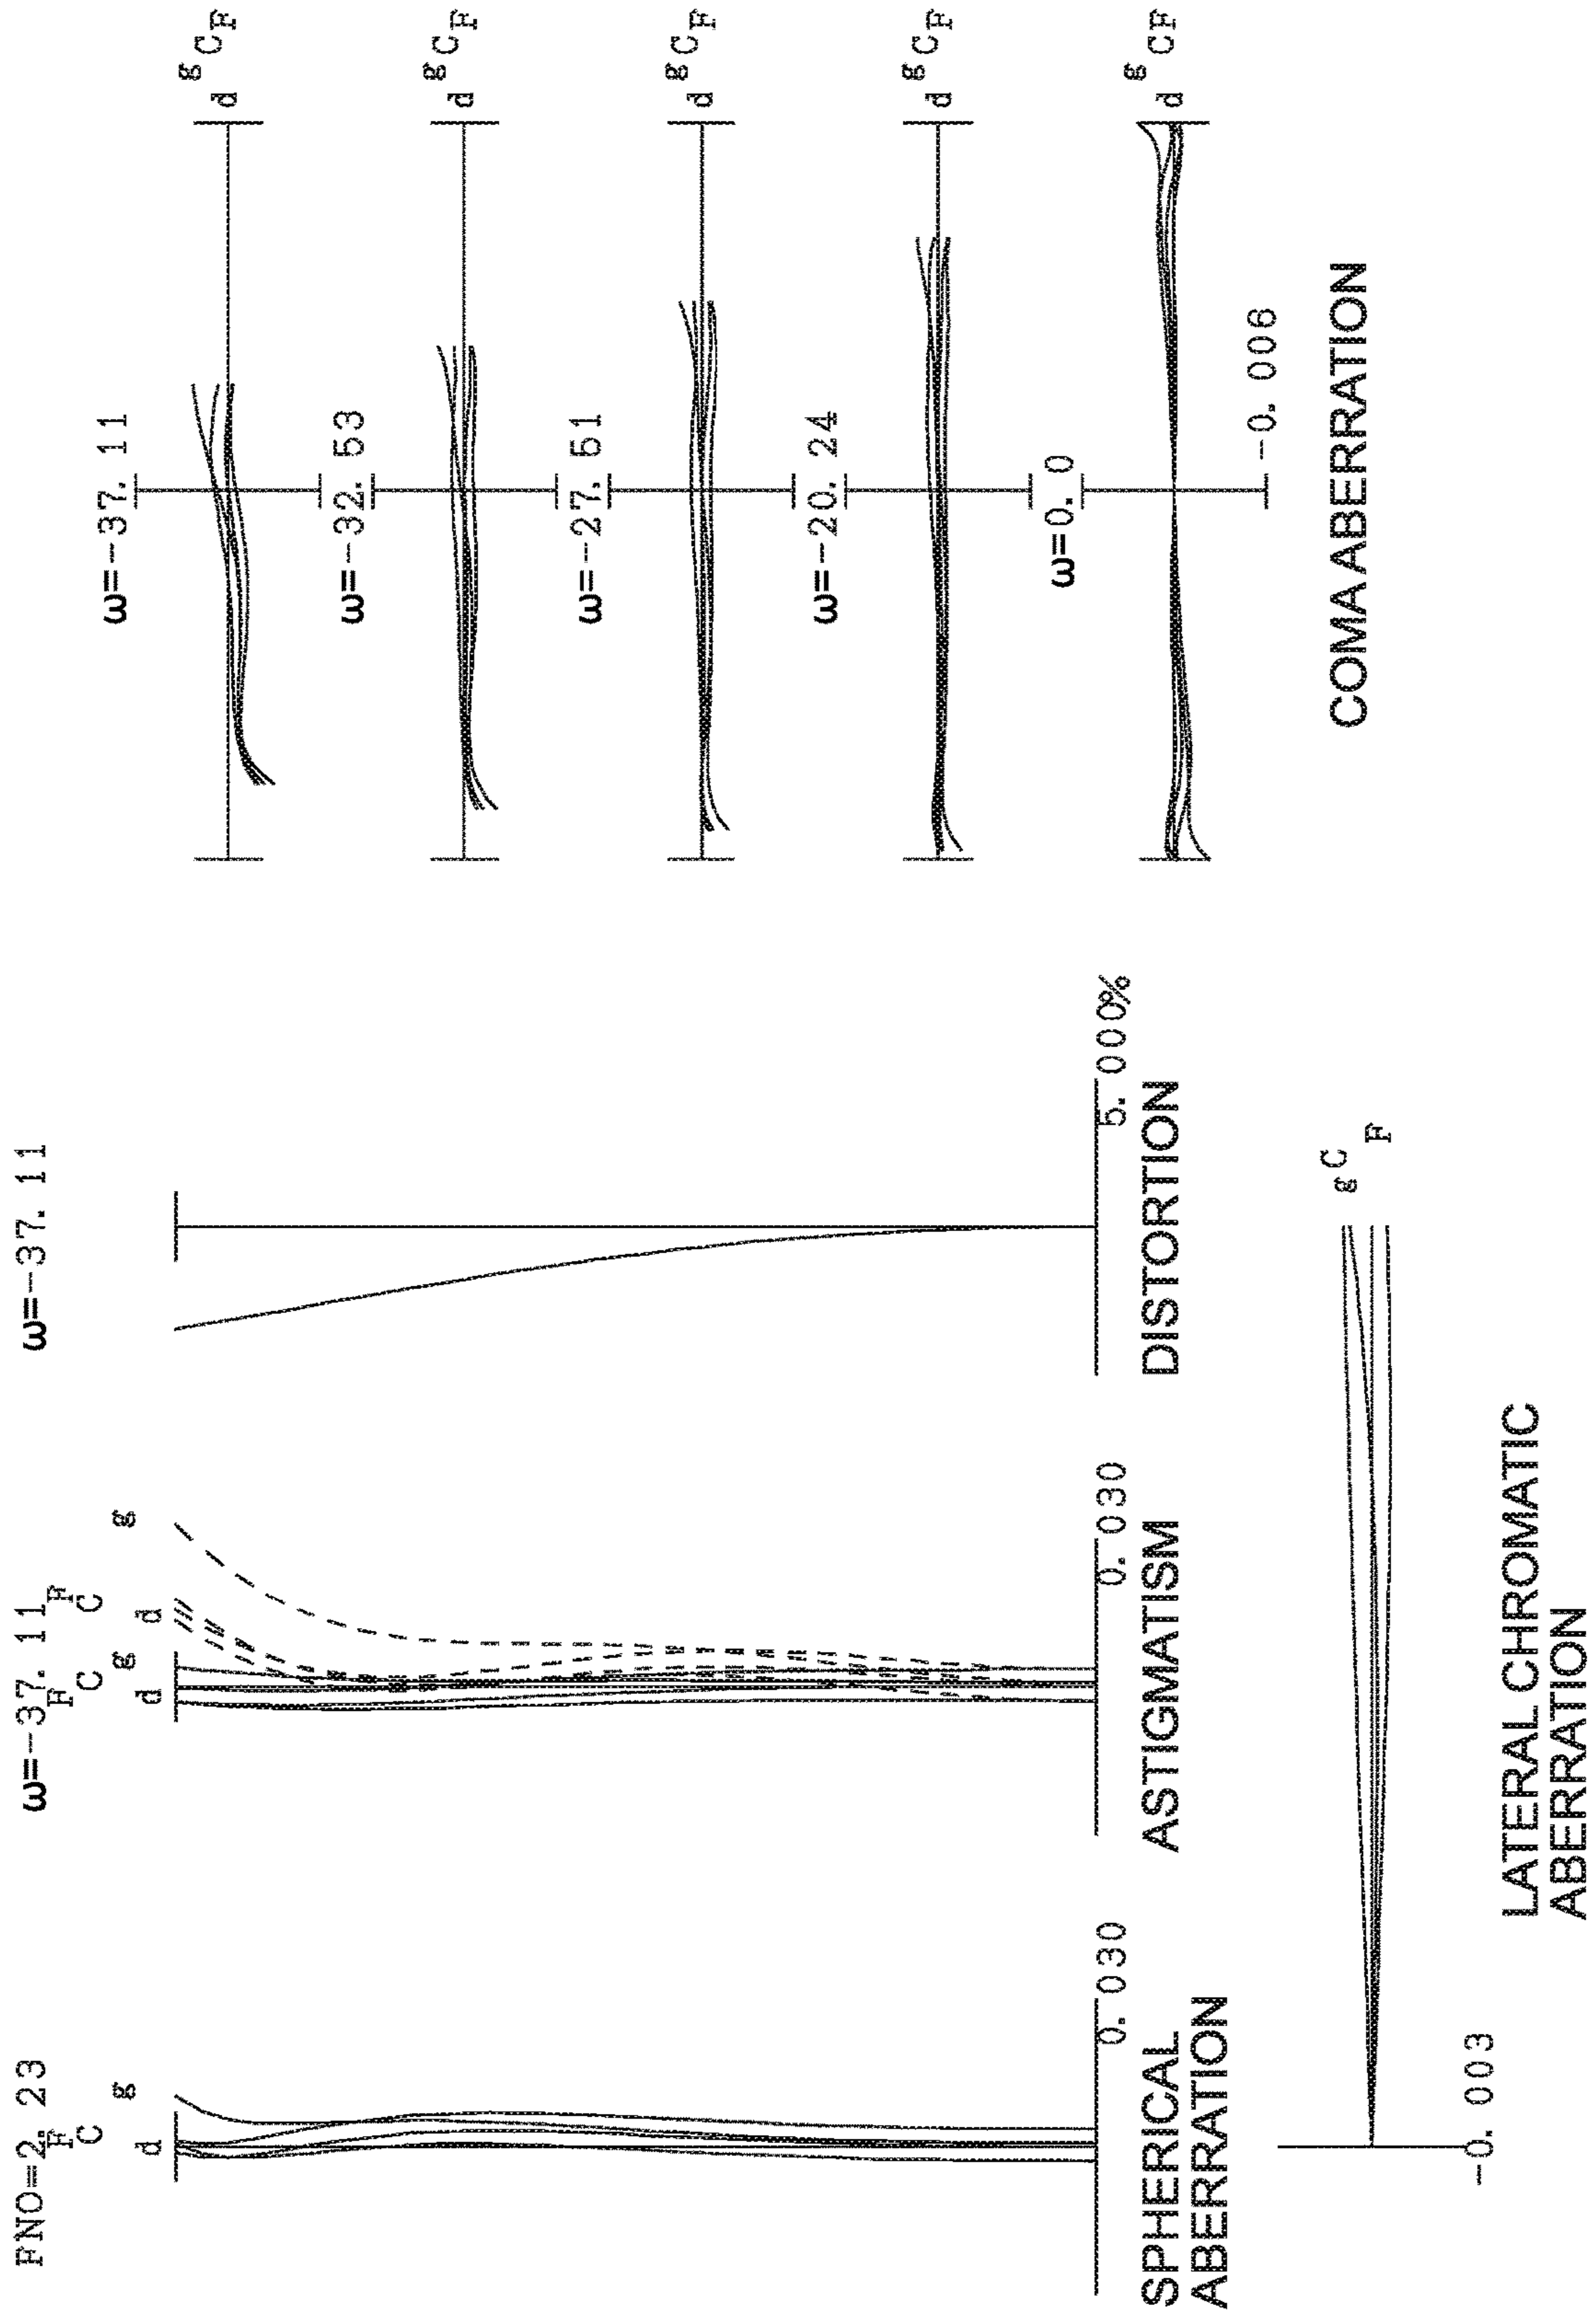 FNO=2. 23
F
C
g
d
0. 030
SPHERICAL
ABERRATION
ω=-37. 11
F
C
g
d
F
C
g
d
0. 030
ASTIGMATISM
ω=-37. 11
5. 000%
DISTORTION
-0. 003
g
C
F
LATERAL CHROMATIC
ABERRATION
ω=-37. 11
g
C
F
d
ω=-32. 53
g
C
F
d
ω=-27. 51
g
C
F
d
ω=-20. 24
g
C
F
d
ω=0. 0
g
C
F
d
-0. 006
COMA ABERRATION